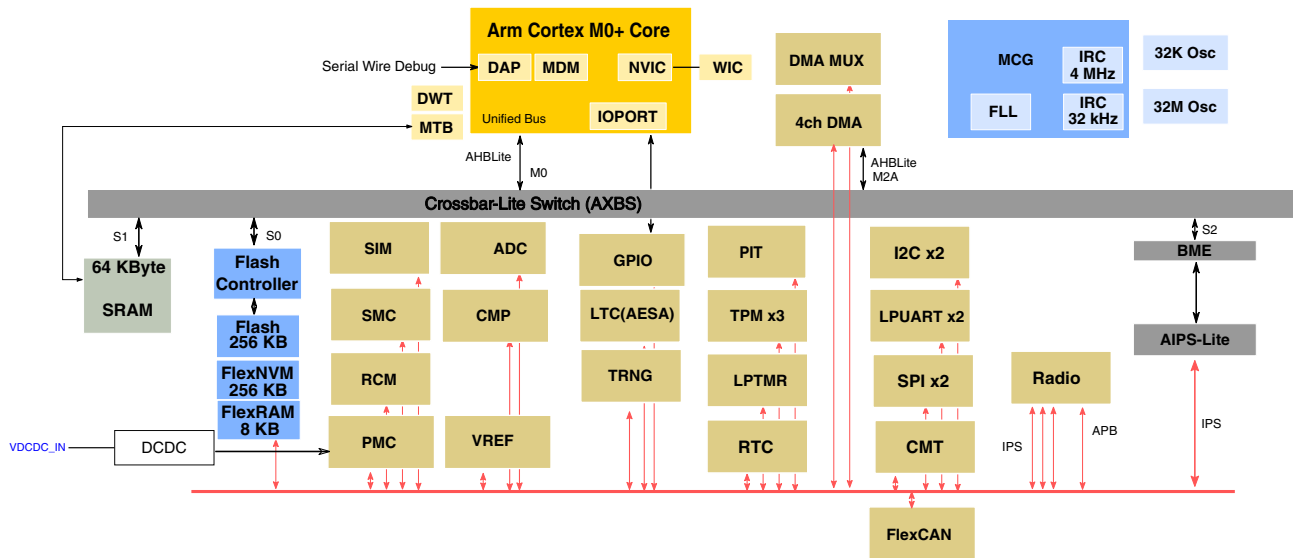 Arm Cortex M0+ Core
Serial Wire Debug
DAP
MDM
NVIC
WIC
DWT
MTB
Unified Bus
IOPORT
DMA MUX
4ch DMA
MCG
IRC
4 MHz
FLL
IRC
32 kHz
32K Osc
32M Osc
AHBLite
M0
AHBLite
M2A
Crossbar-Lite Switch (AXBS)
S1
S0
S2
64 KByte
SRAM
Flash
Controller
Flash
256 KB
FlexNVM
256 KB
FlexRAM
8 KB
SIM
SMC
RCM
PMC
ADC
CMP
VREF
GPIO
LTC(AESA)
TRNG
PIT
TPM x3
LPTMR
RTC
I2C x2
LPUART x2
SPI x2
CMT
Radio
IPS
APB
BME
AIPS-Lite
IPS
VDCDC_IN
DCDC
FlexCAN